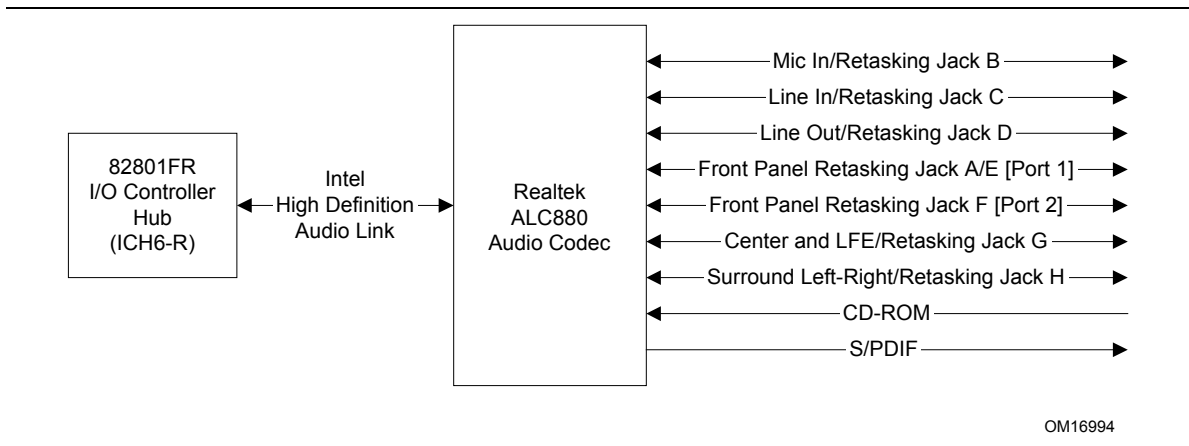 82801FR
I/O Controller
Hub
(ICH6-R)
Intel
High Definition
Audio Link
Realtek
ALC880
Audio Codec
Mic In/Retasking Jack B
Line In/Retasking Jack C
Line Out/Retasking Jack D
Front Panel Retasking Jack A/E [Port 1]
Front Panel Retasking Jack F [Port 2]
Center and LFE/Retasking Jack G
Surround Left-Right/Retasking Jack H
CD-ROM
S/PDIF
OM16994